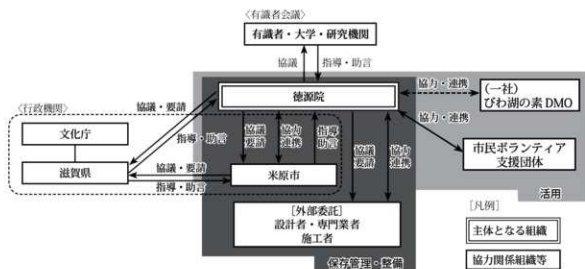 〈有識者会議〉
有識者・大学・研究機関
協議
指導・助言
徳源院
協力・連携
(一社)
びわ湖の素 DMO
協力・連携
〈行政機関〉
協議・要請
文化庁
指導・助言
協議
要請
協力
連携
指導
助言
協議
要請
協力
連携
市民ボランティア
支援団体
滋賀県
協議・要請
指導・助言
米原市
活用
[外部委託]
設計者・専門業者
施工者
保存管理・整備
[凡例]
主体となる組織
協力関係組織等